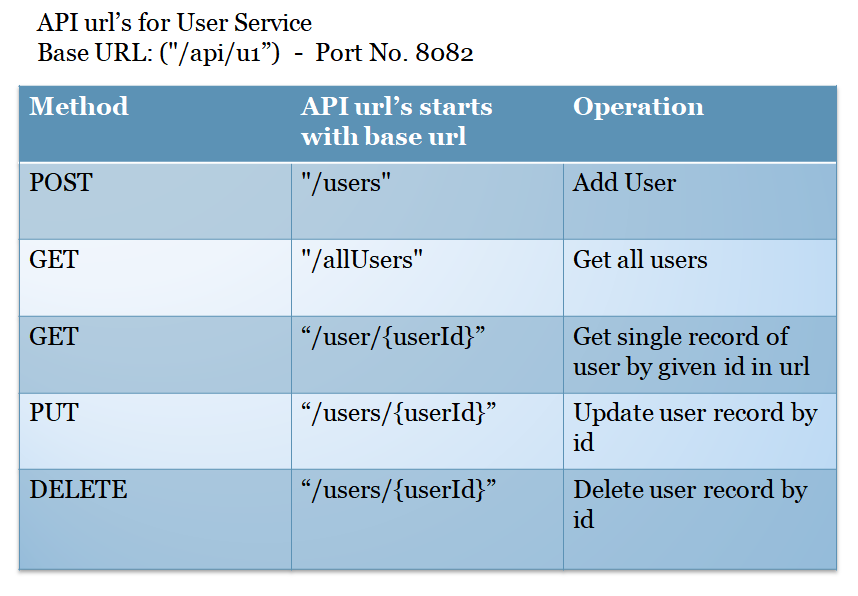 API url’s for User Service
Base URL: ("/api/u1”)  -  Port No. 8082
Method
API url’s starts
with base url
Operation
POST
"/users"
Add User
GET
"/allUsers"
Get all users
GET
“/user/{userId}”
Get single record of
user by given id in url
PUT
“/users/{userId}”
Update user record by
id
DELETE
“/users/{userId}”
Delete user record by
id